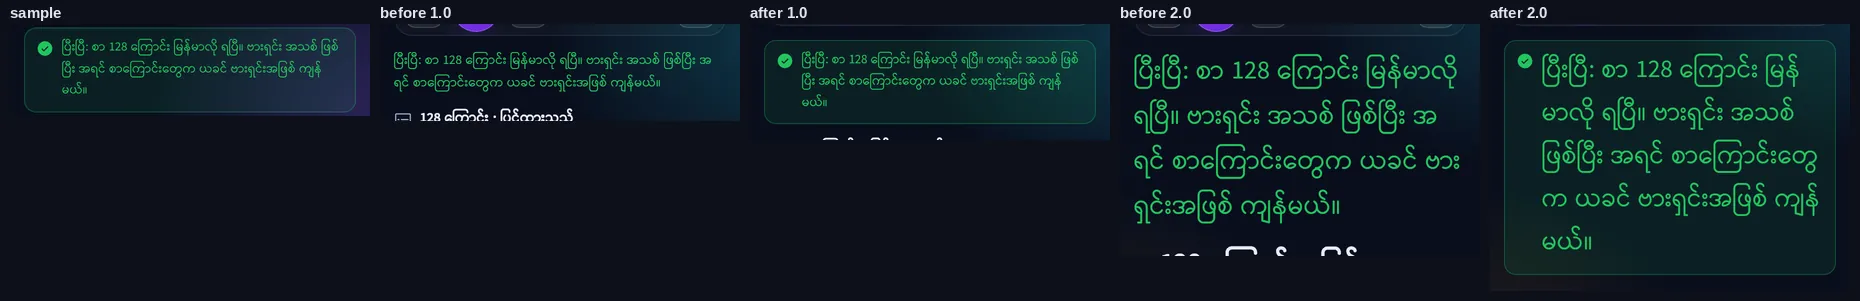 sample
ပြီးပြီ: စာ 128 ကြောင်း မြန်မာလို ရပြီ။ ဗားရှင်း အသစ် ဖြစ်
ပြီး အရင် စာကြောင်းတွေက ယခင် ဗားရှင်းအဖြစ် ကျန်
မယ်။
before 1.0
ပြီးပြီ: စာ 128 ကြောင်း မြန်မာလို ရပြီ။ ဗားရှင်း အသစ် ဖြစ်ပြီး အ
ရင် စာကြောင်းတွေက ယခင် ဗားရှင်းအဖြစ် ကျန်မယ်။
128 ကြောင်း · ပြင်ထားသည်
after 1.0
ပြီးပြီ: စာ 128 ကြောင်း မြန်မာလို ရပြီ။ ဗားရှင်း အသစ် ဖြစ်
ပြီး အရင် စာကြောင်းတွေက ယခင် ဗားရှင်းအဖြစ် ကျန်
မယ်။
before 2.0
ပြီးပြီ: စာ 128 ကြောင်း မြန်မာလို
ရပြီ။ ဗားရှင်း အသစ် ဖြစ်ပြီး အ
ရင် စာကြောင်းတွေက ယခင် ဗား
ရှင်းအဖြစ် ကျန်မယ်။
after 2.0
ပြီးပြီ: စာ 128 ကြောင်း မြန်
မာလို ရပြီ။ ဗားရှင်း အသစ်
ဖြစ်ပြီး အရင် စာကြောင်းတွေ
က ယခင် ဗားရှင်းအဖြစ် ကျန်
မယ်။